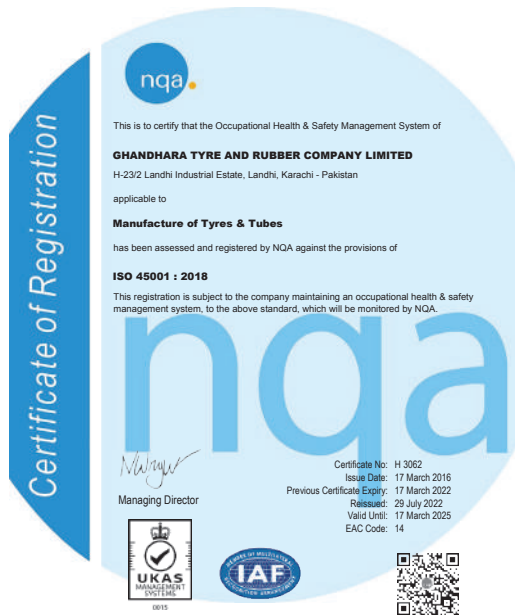 Certificate of Registration
nqa.
This is to certify that the Occupational Health & Safety Management System of
GHANDHARA TYRE AND RUBBER COMPANY LIMITED
H-23/2 Landhi Industrial Estate, Landhi, Karachi - Pakistan
applicable to
Manufacture of Tyres & Tubes
has been assessed and registered by NQA against the provisions of
ISO 45001 : 2018
This registration is subject to the company maintaining an occupational health & safety
management system, to the above standard, which will be monitored by NQA.
nqa
Managing Director
Certificate No: H 3062
Issue Date: 17 March 2016
Previous Certificate Expiry: 17 March 2022
Reissued: 29 July 2022
Valid Until: 17 March 2025
EAC Code: 14
UKAS
MANAGEMENT
SYSTEMS
0015
MEMBER OF MULTILATERAL
IAF
RECOGNITION ARRANGEMENT